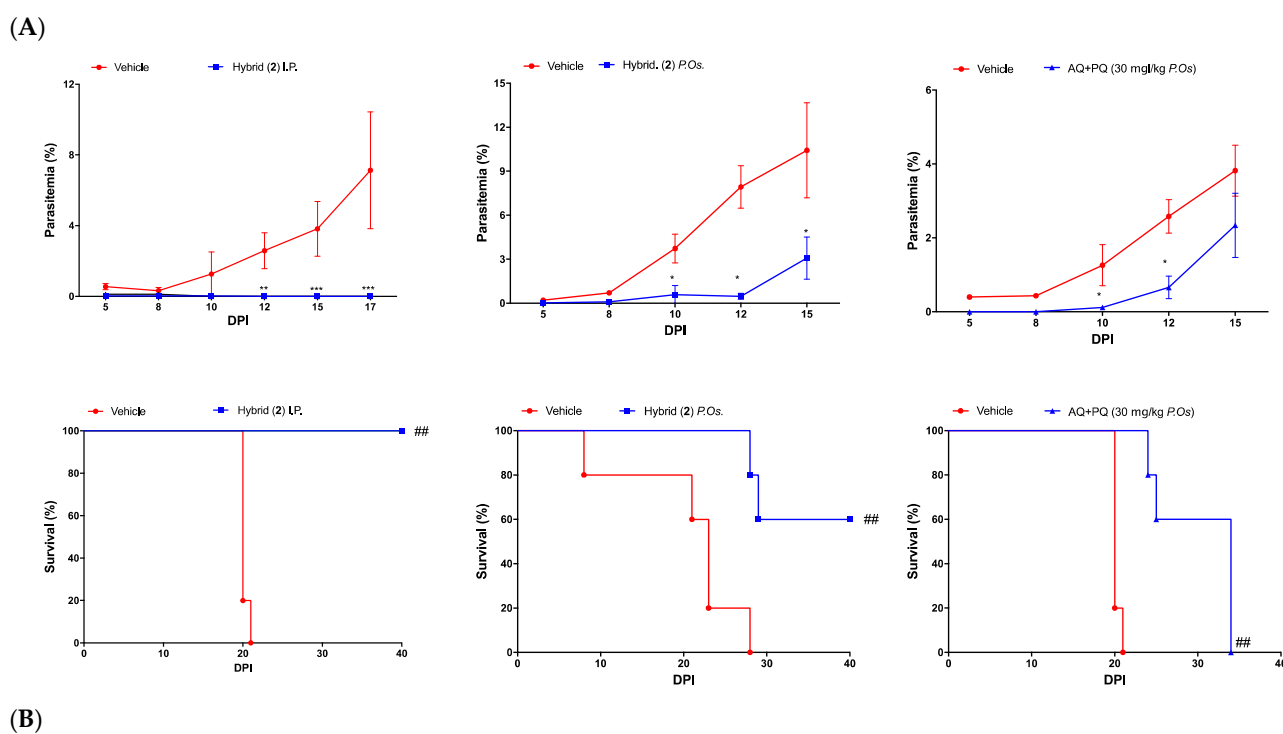 (A)
Vehicle Hybrid (2) I.P.
Vehicle Hybrid. (2) P.Os.
Vehicle AQ+PQ (30 mgl/kg P.Os)
12
8
4
0
Parasitemia (%)
** *** ***
5 8 10 12 15 17
DPI
15
12
9
6
3
0
Parasitemia (%)
* * *
5 8 10 12 15
DPI
6
4
2
0
Parasitemia (%)
* *
5 8 10 12 15
DPI
Vehicle Hybrid (2) I.P.
Vehicle Hybrid (2) P.Os.
Vehicle AQ+PQ (30 mg/kg P.Os)
100
80
60
40
20
0
Survival (%)
##
0 10 20 30 40
DPI
100
80
60
40
20
0
Survival (%)
##
0 10 20 30 40
DPI
100
80
60
40
20
0
Survival (%)
##
0 10 20 30 40
DPI
(B)